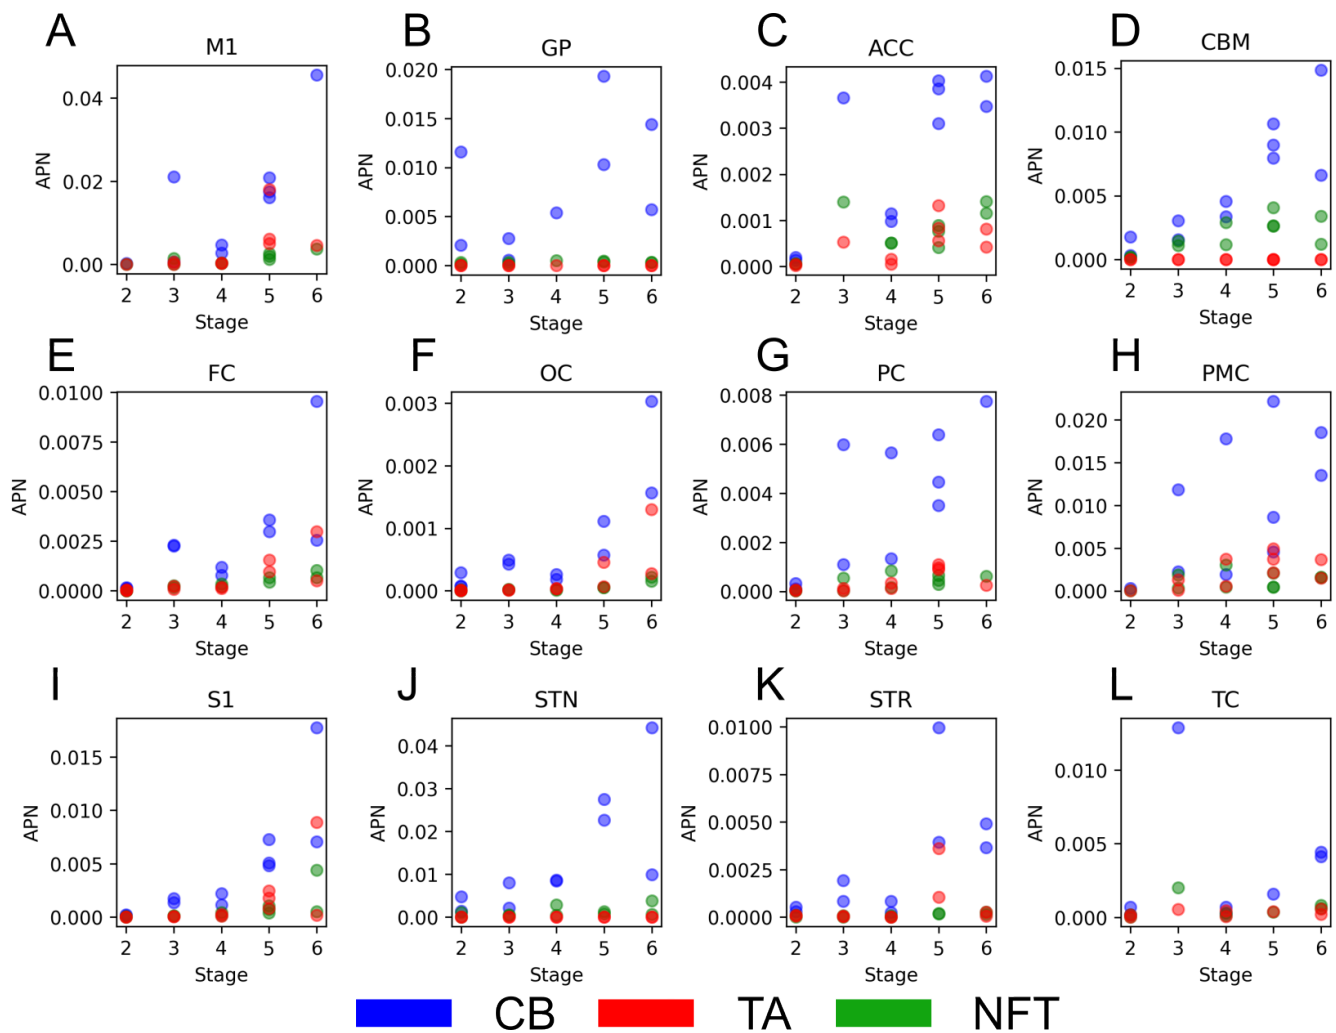 A B C D
M1 GP ACC CBM
0.04 0.02 0.00
APN
2 3 4 5 6
Stage
0.020 0.015 0.010 0.005 0.000
APN
2 3 4 5 6
Stage
0.004 0.003 0.002 0.001 0.000
APN
2 3 4 5 6
Stage
0.015 0.010 0.005 0.000
APN
2 3 4 5 6
Stage
E F G H
FC OC PC PMC
0.0100 0.0075 0.0050 0.0025 0.0000
APN
2 3 4 5 6
Stage
0.003 0.002 0.001 0.000
APN
2 3 4 5 6
Stage
0.008 0.006 0.004 0.002 0.000
APN
2 3 4 5 6
Stage
0.020 0.015 0.010 0.005 0.000
APN
2 3 4 5 6
Stage
I J K L
S1 STN STR TC
0.015 0.010 0.005 0.000
APN
2 3 4 5 6
Stage
0.04 0.03 0.02 0.01 0.00
APN
2 3 4 5 6
Stage
0.0100 0.0075 0.0050 0.0025 0.0000
APN
2 3 4 5 6
Stage
0.010 0.005 0.000
APN
2 3 4 5 6
Stage
CB TA NFT